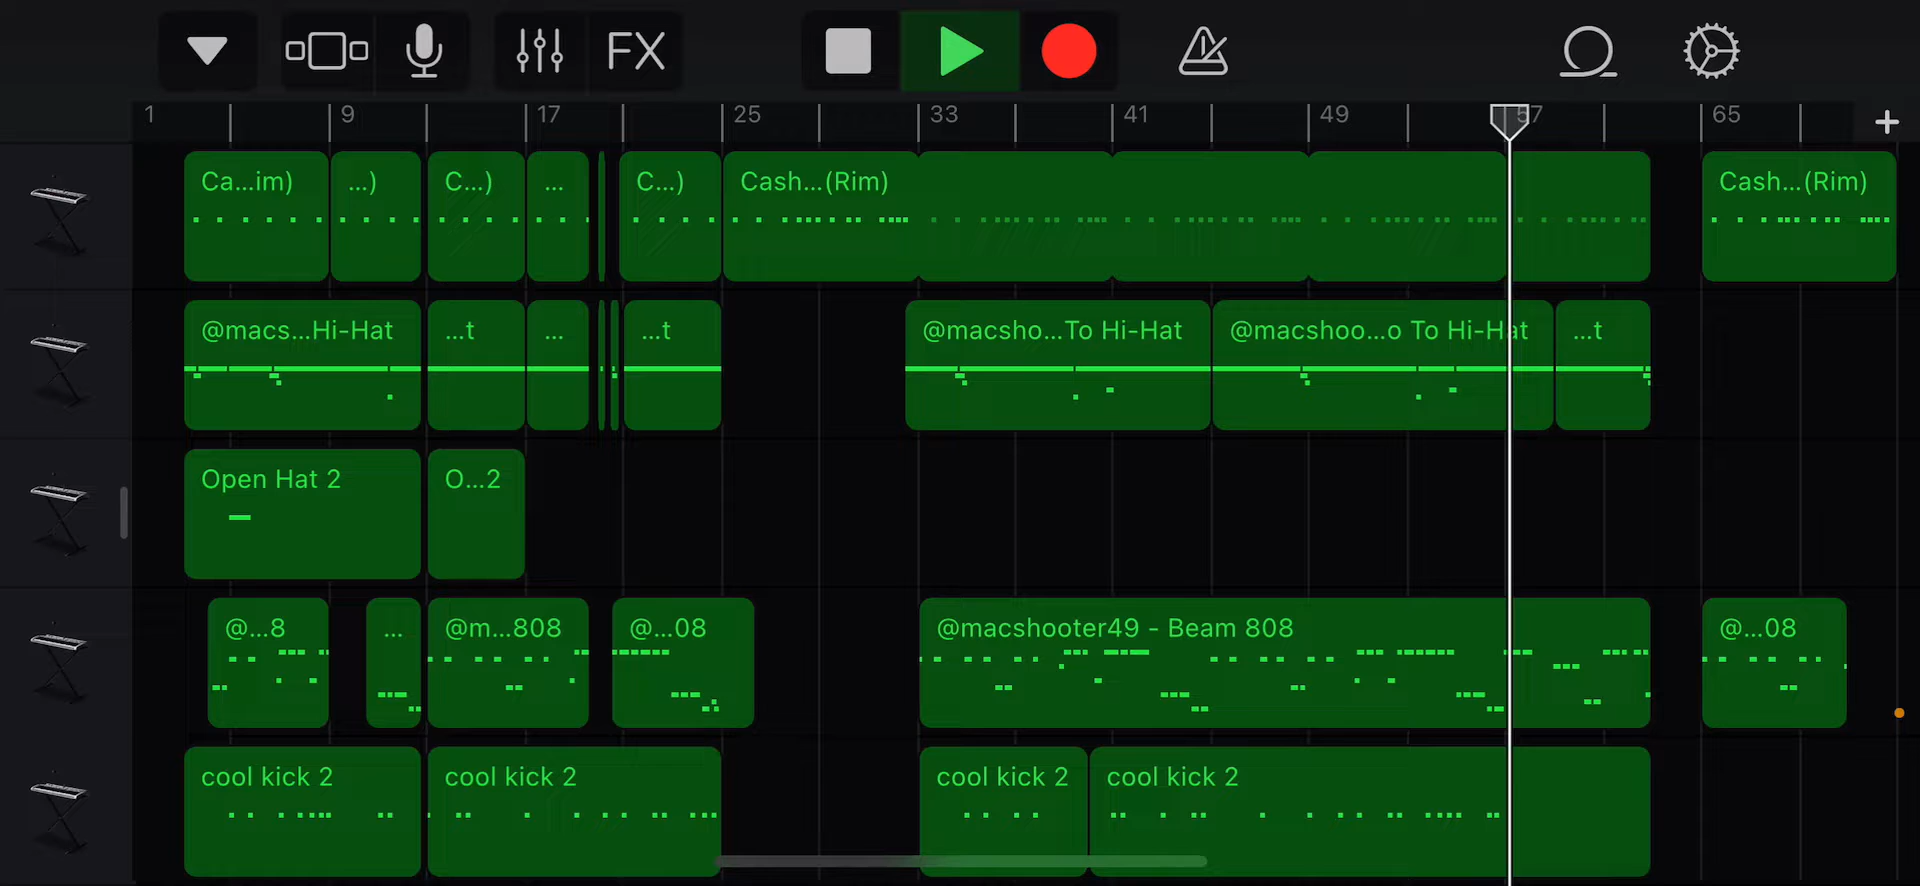 FX
1 9 17 25 33 41 49 57 65 +
Ca...im) ...) C...) ... C...) Cash...(Rim) Cash...(Rim)
@macs...Hi-Hat ...t ... ...t @macsho...To Hi-Hat @macshoo...o To Hi-Hat ...t
Open Hat 2 O...2
@...8 ... @m...808 @...08 @macshooter49 - Beam 808 @...08
cool kick 2 cool kick 2 cool kick 2 cool kick 2